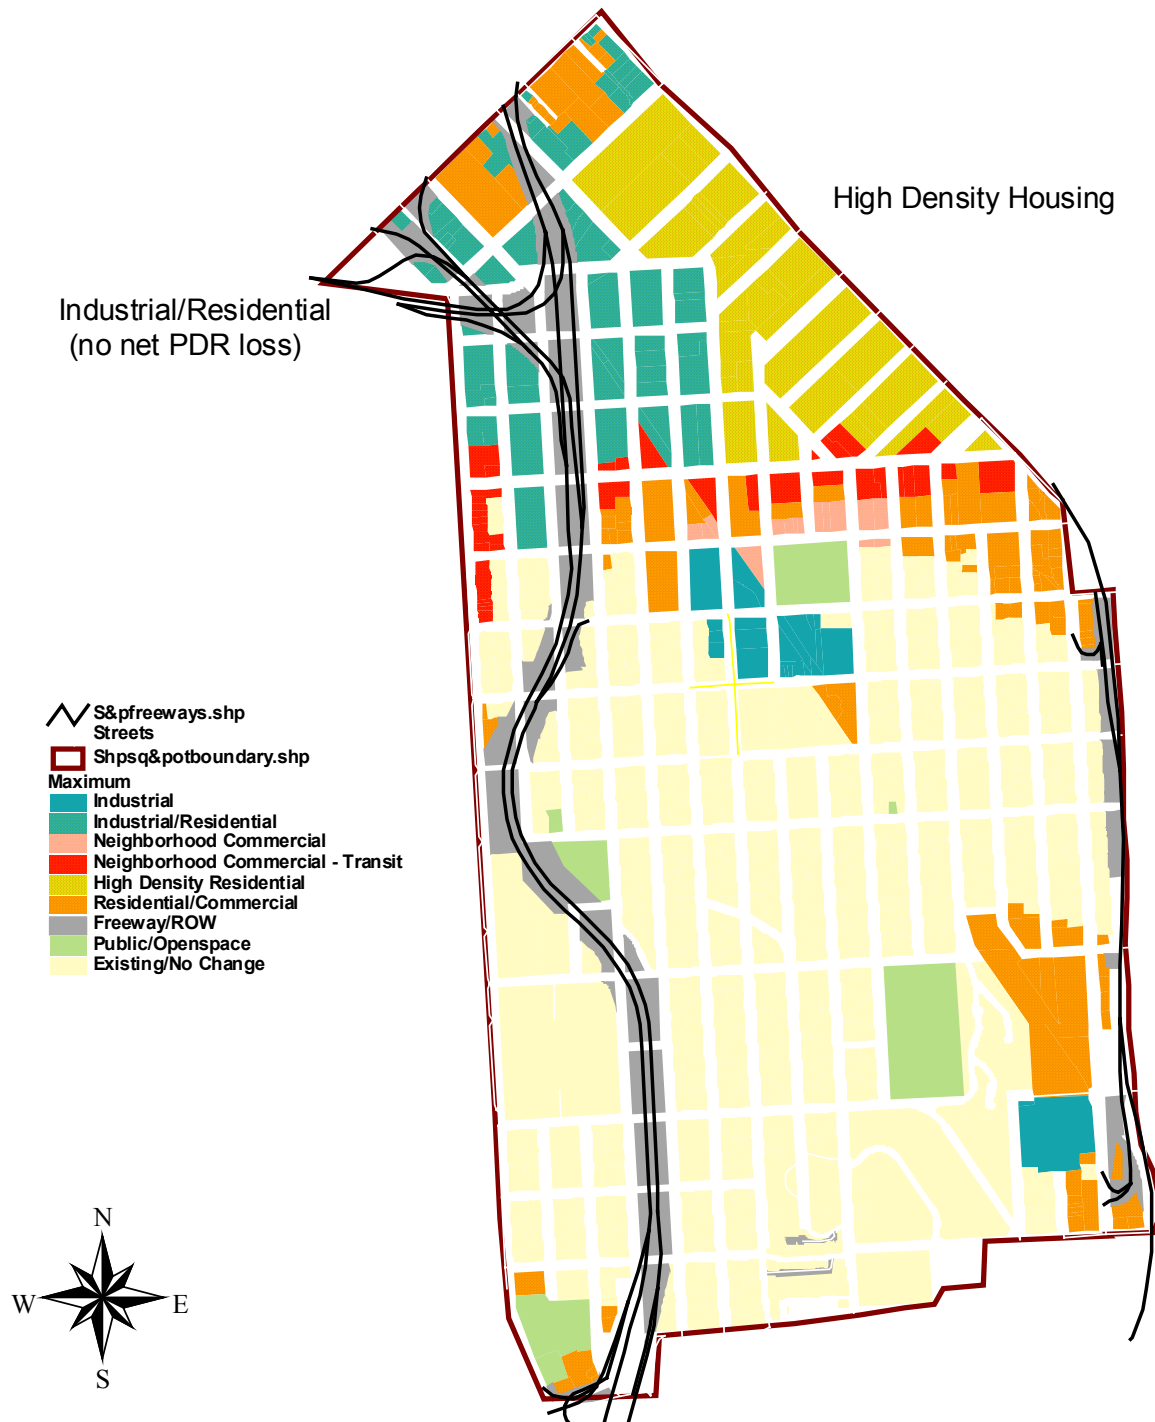 High Density Housing
Industrial/Residential
(no net PDR loss)
S&pfreeways.shp
Streets
Shpsq&potboundary.shp
Maximum
Industrial
Industrial/Residential
Neighborhood Commercial
Neighborhood Commercial - Transit
High Density Residential
Residential/Commercial
Freeway/ROW
Public/Openspace
Existing/No Change
N
W E
S